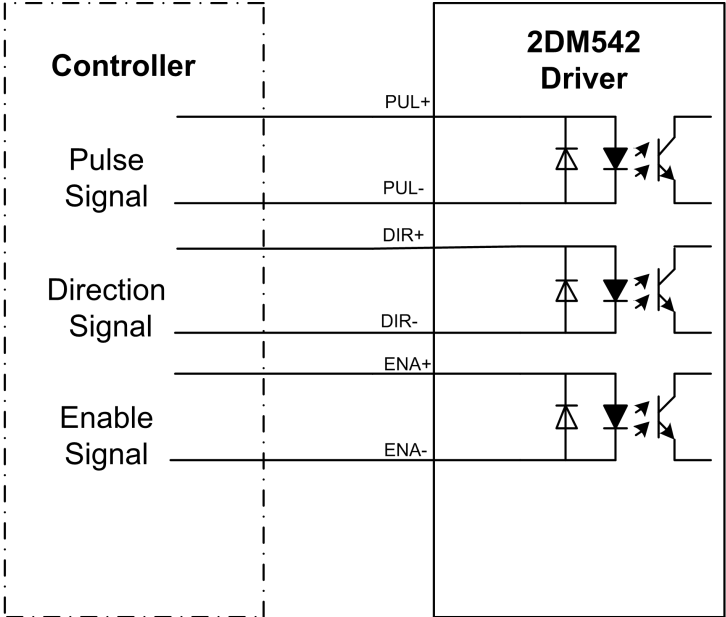 Controller
2DM542
Driver
PUL+
Pulse
Signal
PUL-
DIR+
Direction
Signal
DIR-
ENA+
Enable
Signal
ENA-